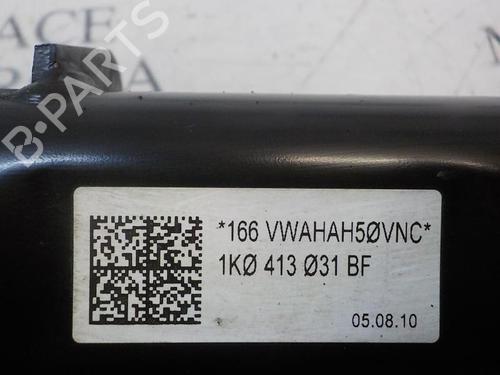 *166 VWAHAH5ØVNC*
1KØ 413 Ø31 BF
05.08.10
B-PARTS